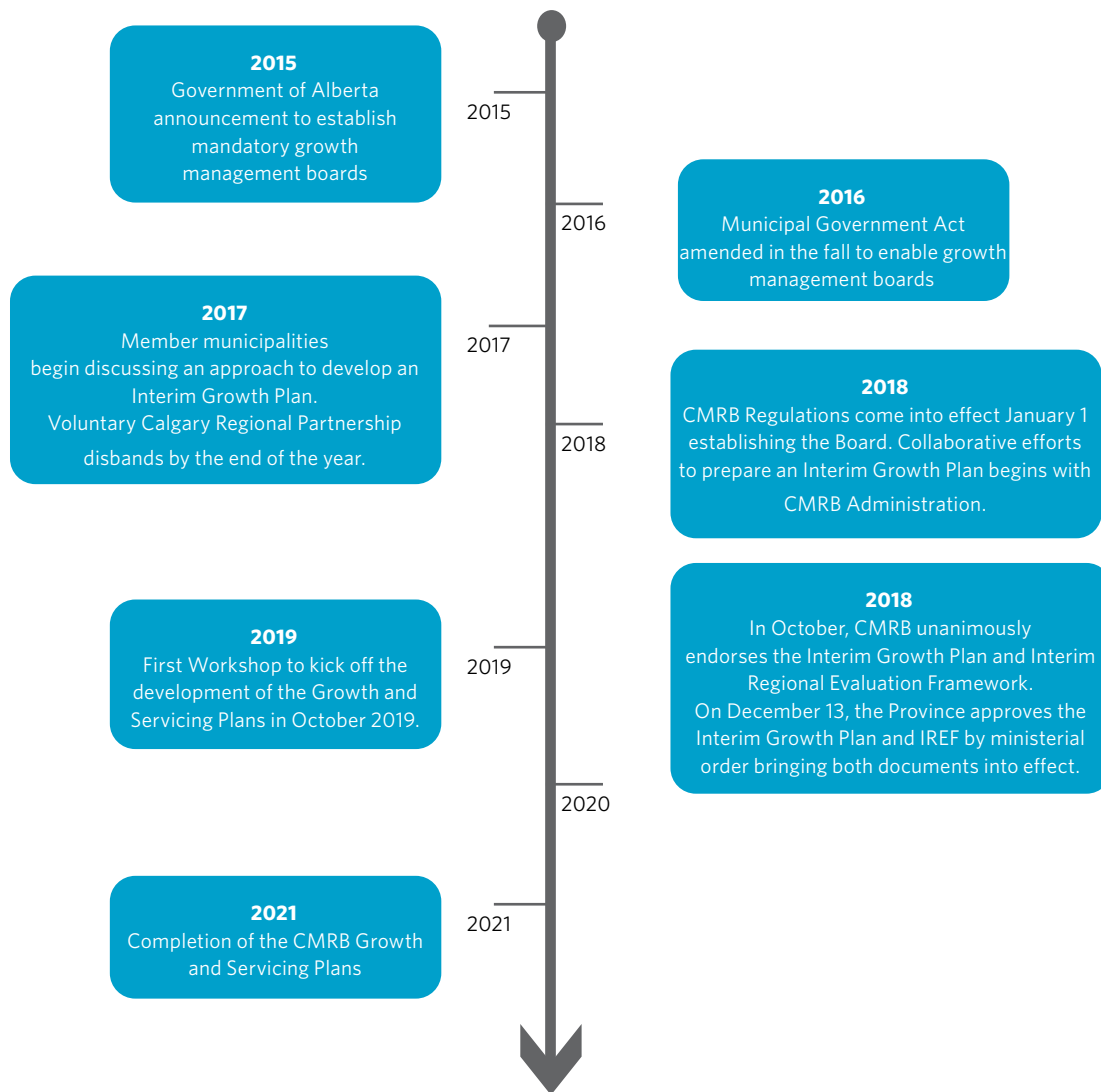 2015
Government of Alberta
announcement to establish
mandatory growth
management boards
2015
2016
2016
Municipal Government Act
amended in the fall to enable growth
management boards
2017
Member municipalities
begin discussing an approach to develop an
Interim Growth Plan.
Voluntary Calgary Regional Partnership
disbands by the end of the year.
2017
2018
CMRB Regulations come into effect January 1
establishing the Board. Collaborative efforts
to prepare an Interim Growth Plan begins with
CMRB Administration.
2018
2018
In October, CMRB unanimously
endorses the Interim Growth Plan and Interim
Regional Evaluation Framework.
On December 13, the Province approves the
Interim Growth Plan and IREF by ministerial
order bringing both documents into effect.
2019
First Workshop to kick off the
development of the Growth and
Servicing Plans in October 2019.
2019
2020
2021
Completion of the CMRB Growth
and Servicing Plans
2021